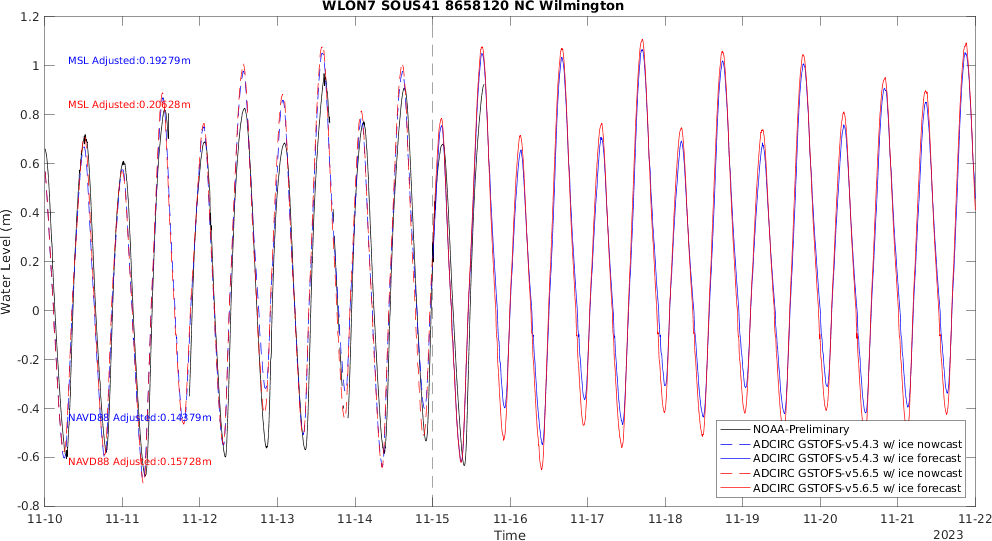 WLON7 SOUS41 8658120 NC Wilmington
1.2
1
0.8
0.6
0.4
0.2
0
-0.2
-0.4
-0.6
-0.8
Water Level (m)
MSL Adjusted:0.19279m
MSL Adjusted:0.20628m
NAVD88 Adjusted:0.14379m
NAVD88 Adjusted:0.15728m
NOAA-Preliminary
ADCIRC GSTOFS-v5.4.3 w/ ice nowcast
ADCIRC GSTOFS-v5.4.3 w/ ice forecast
ADCIRC GSTOFS-v5.6.5 w/ ice nowcast
ADCIRC GSTOFS-v5.6.5 w/ ice forecast
11-10 11-11 11-12 11-13 11-14 11-15 11-16 11-17 11-18 11-19 11-20 11-21 11-22
Time
2023